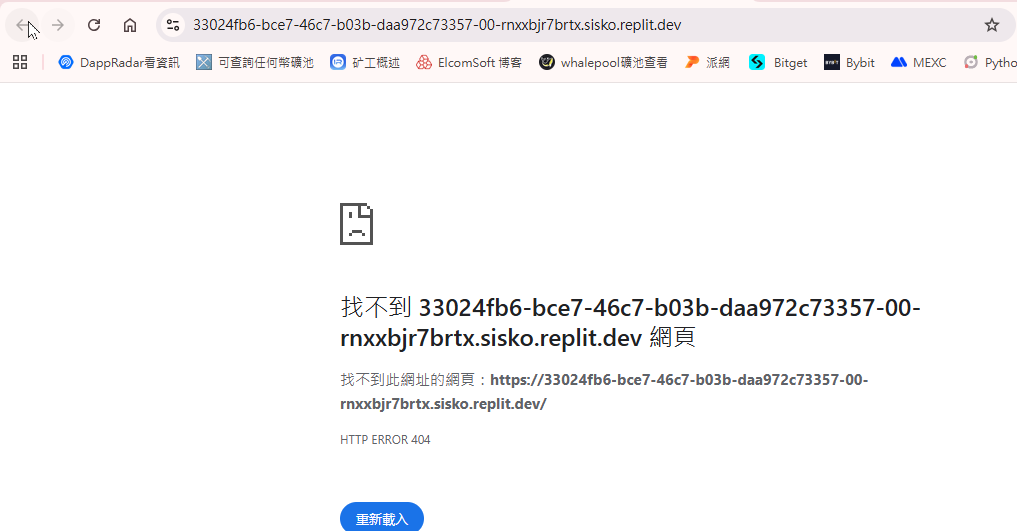 33024fb6-bce7-46c7-b03b-daa972c73357-00-rnxxbjr7brtx.sisko.replit.dev
DappRadar看資訊 可查詢任何幣礦池 矿工概述 ElcomSoft 博客 whalepool礦池查看 派網 Bitget Bybit MEXC Pytho
找不到 33024fb6-bce7-46c7-b03b-daa972c73357-00-
rnxxbjr7brtx.sisko.replit.dev 網頁
找不到此網址的網頁：https://33024fb6-bce7-46c7-b03b-daa972c73357-00-
rnxxbjr7brtx.sisko.replit.dev/
HTTP ERROR 404
重新載入